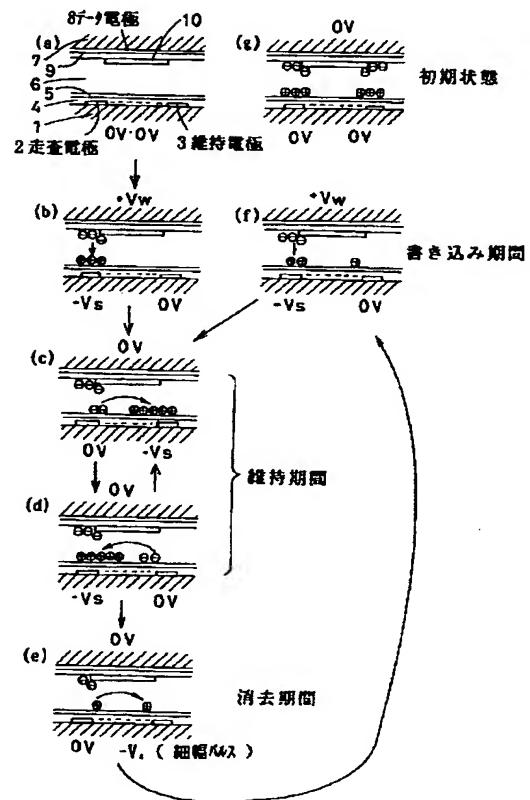 8データ電極 10
(a)
7
9
6
5
4
1
2走査電極
0V・0V
3維持電極
(g)
0V
初期状態
0V 0V
(b)
+Vw
-Vs 0V
(f)
+Vw
書き込み期間
-Vs 0V
(c)
0V
0V -Vs
維持期間
(d)
0V
-Vs 0V
(e)
0V
消去期間
0V
(細幅パルス)